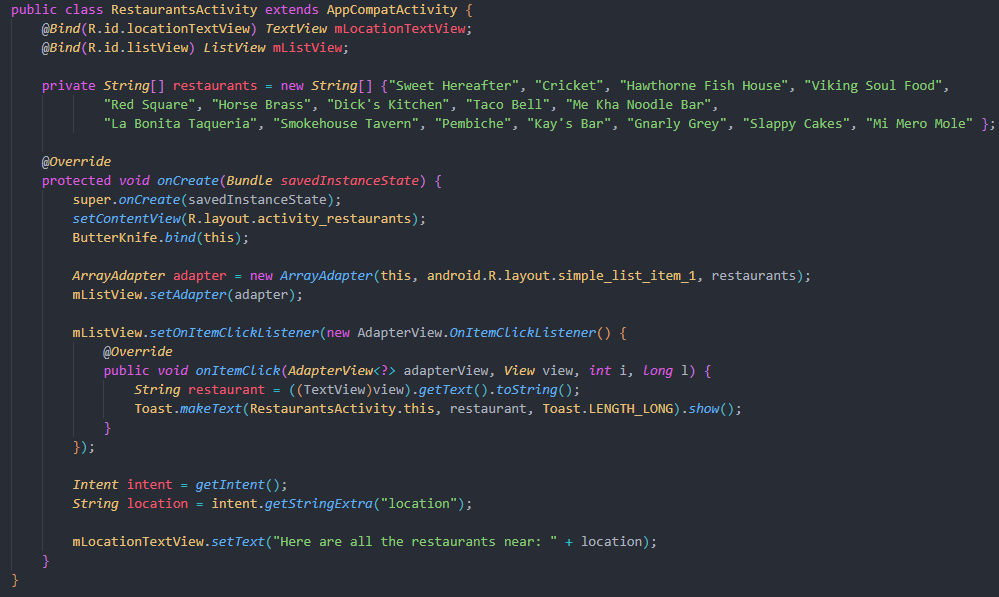 public class RestaurantsActivity extends AppCompatActivity {
    @Bind(R.id.locationTextView) TextView mLocationTextView;
    @Bind(R.id.listView) ListView mListView;

    private String[] restaurants = new String[] {"Sweet Hereafter", "Cricket", "Hawthorne Fish House", "Viking Soul Food",
            "Red Square", "Horse Brass", "Dick's Kitchen", "Taco Bell", "Me Kha Noodle Bar",
            "La Bonita Taqueria", "Smokehouse Tavern", "Pembiche", "Kay's Bar", "Gnarly Grey", "Slappy Cakes", "Mi Mero Mole" };

    @Override
    protected void onCreate(Bundle savedInstanceState) {
        super.onCreate(savedInstanceState);
        setContentView(R.layout.activity_restaurants);
        ButterKnife.bind(this);

        ArrayAdapter adapter = new ArrayAdapter(this, android.R.layout.simple_list_item_1, restaurants);
        mListView.setAdapter(adapter);

        mListView.setOnItemClickListener(new AdapterView.OnItemClickListener() {
            @Override
            public void onItemClick(AdapterView<?> adapterView, View view, int i, long l) {
                String restaurant = ((TextView)view).getText().toString();
                Toast.makeText(RestaurantsActivity.this, restaurant, Toast.LENGTH_LONG).show();
            }
        });

        Intent intent = getIntent();
        String location = intent.getStringExtra("location");

        mLocationTextView.setText("Here are all the restaurants near: " + location);
    }
}